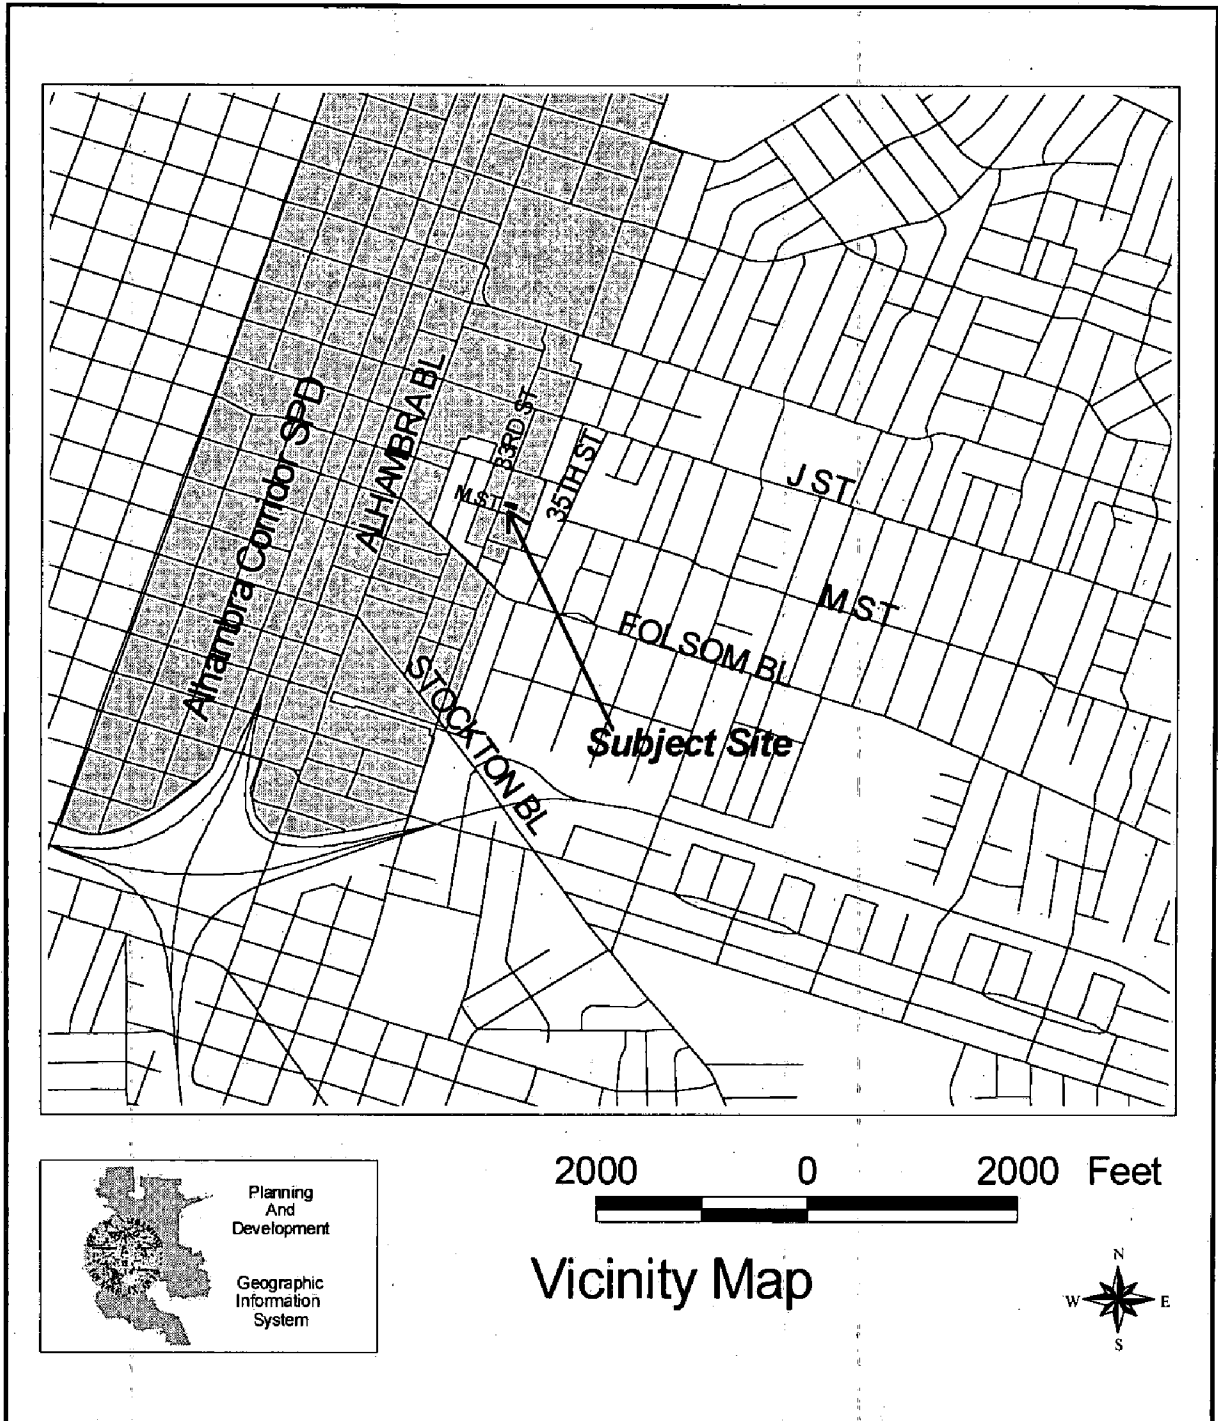 Alhambra Corridor SPD
ALHAMBRA BL
33RD ST
M ST
35TH ST
J ST
M ST
FOLSOM BL
STOCKTON BL
Subject Site
Planning
And
Development
Geographic
Information
System
2000 0 2000 Feet
Vicinity Map
N
W E
S